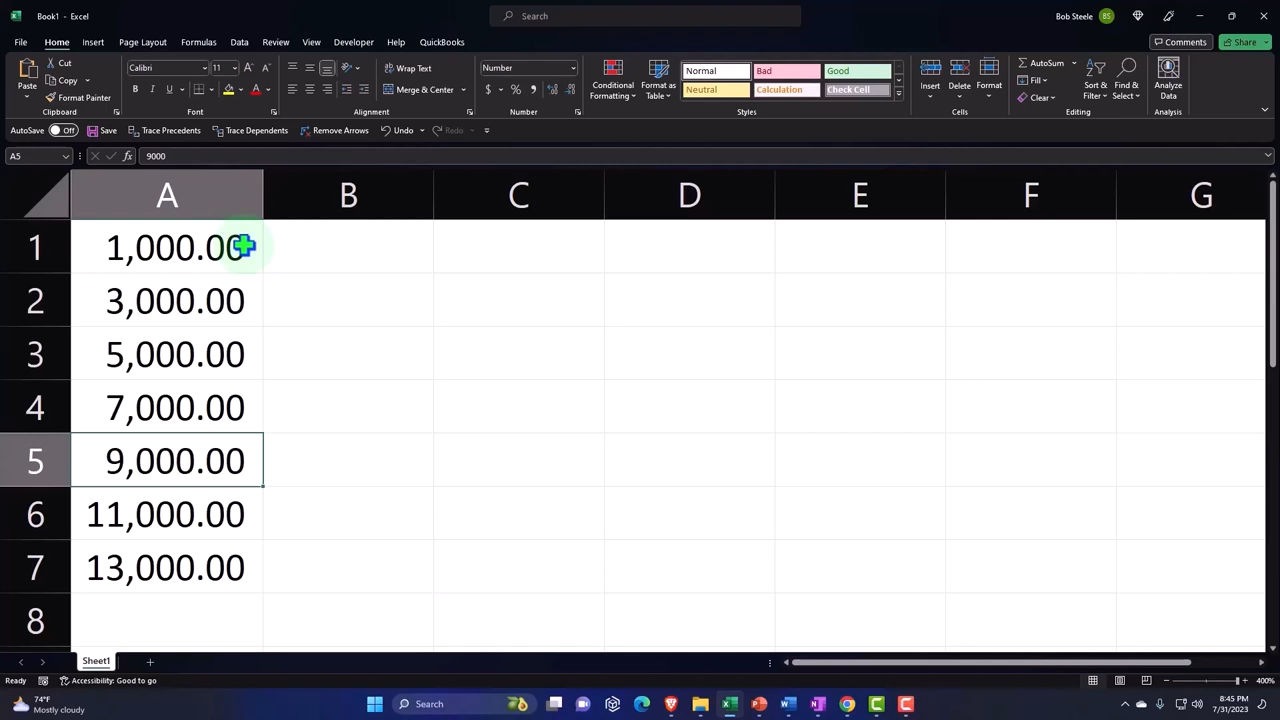 Book1 - Excel
Search
Bob Steele
BS
File
Home
Insert
Page Layout
Formulas
Data
Review
View
Developer
Help
QuickBooks
Comments
Share
Paste
Cut
Copy
Format Painter
Clipboard
Calibri
11
B
I
U
A
Font
Wrap Text
Merge & Center
Alignment
Number
$
%
Number
Conditional
Formatting
Format as
Table
Normal
Bad
Good
Neutral
Calculation
Check Cell
Styles
Insert
Delete
Format
Cells
AutoSum
Fill
Clear
Sort &
Filter
Find &
Select
Editing
Analyze
Data
Analysis
AutoSave
Off
Save
Trace Precedents
Trace Dependents
Remove Arrows
Undo
Redo
A5
fx
9000
A B C D E F G
1 1,000.00
2 3,000.00
3 5,000.00
4 7,000.00
5 9,000.00
6 11,000.00
7 13,000.00
8
Sheet1
Ready
Accessibility: Good to go
400%
74°F
Mostly cloudy
Search
8:45 PM
7/31/2023